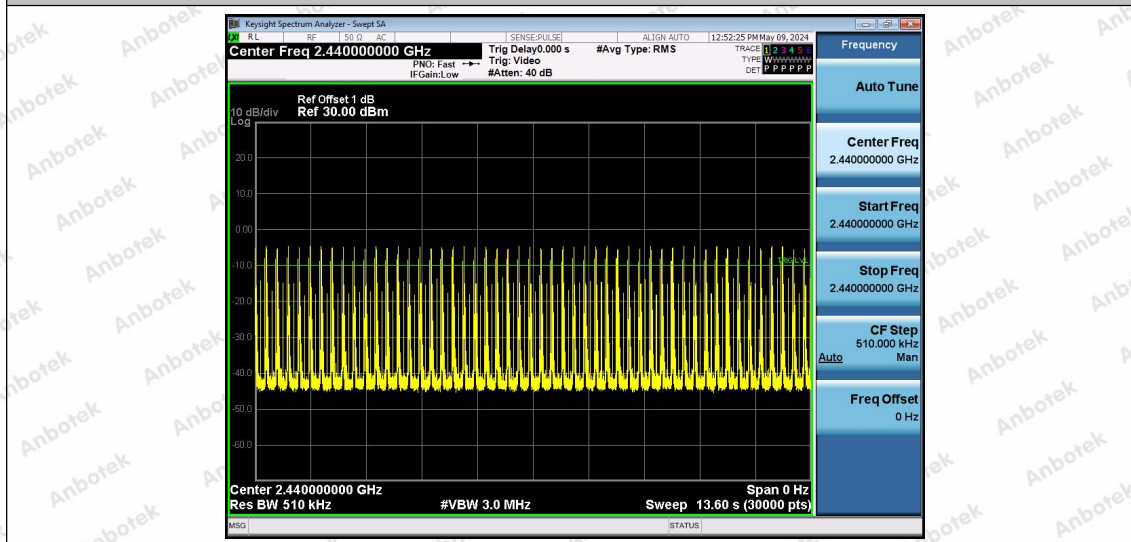 Keysight Spectrum Analyzer - Swept SA
LXI RL RF 50 Ω AC SENSE:PULSE ALIGN AUTO 12:52:25 PM May 09, 2024
Center Freq 2.440000000 GHz
PNO: Fast
IFGain:Low
Trig Delay0.000 s
Trig: Video
#Atten: 40 dB
#Avg Type: RMS
TRACE 1 2 3 4 5 6
TYPE WWWWWW
DET P P P P P P
Ref Offset 1 dB
10 dB/div Ref 30.00 dBm
Log
20.0
10.0
0.00
-10.0
TRIG LVL
-20.0
-30.0
-40.0
-50.0
-60.0
Center 2.440000000 GHz Span 0 Hz
Res BW 510 kHz #VBW 3.0 MHz Sweep 13.60 s (30000 pts)
MSG STATUS
Frequency
Auto Tune
Center Freq
2.440000000 GHz
Start Freq
2.440000000 GHz
Stop Freq
2.440000000 GHz
CF Step
510.000 kHz
Auto Man
Freq Offset
0 Hz
Anbotek